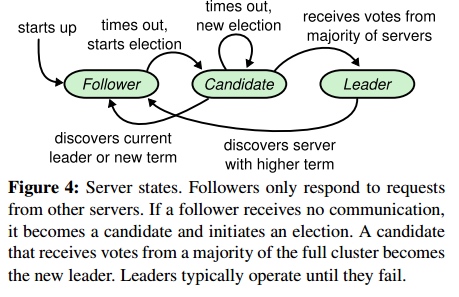 times out,
new election
times out,
starts election
receives votes from
majority of servers
starts up
Follower
Candidate
Leader
discovers current
leader or new term
discovers server
with higher term
Figure 4: Server states. Followers only respond to requests
from other servers. If a follower receives no communication,
it becomes a candidate and initiates an election. A candidate
that receives votes from a majority of the full cluster becomes
the new leader. Leaders typically operate until they fail.